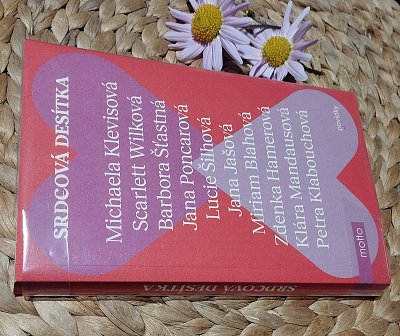 SRDCOVÁ DESÍTKA
Michaela Klevisová
Scarlett Wilková
Barbora Šťastná
Jana Poncarová
Lucie Šilhová
Jana Jašová
Miriam Blahová
Zdenka Hamerová
Klára Mandausová
Petra Klabouchová
povídky
motto
SRDCOVÁ DESÍTKA